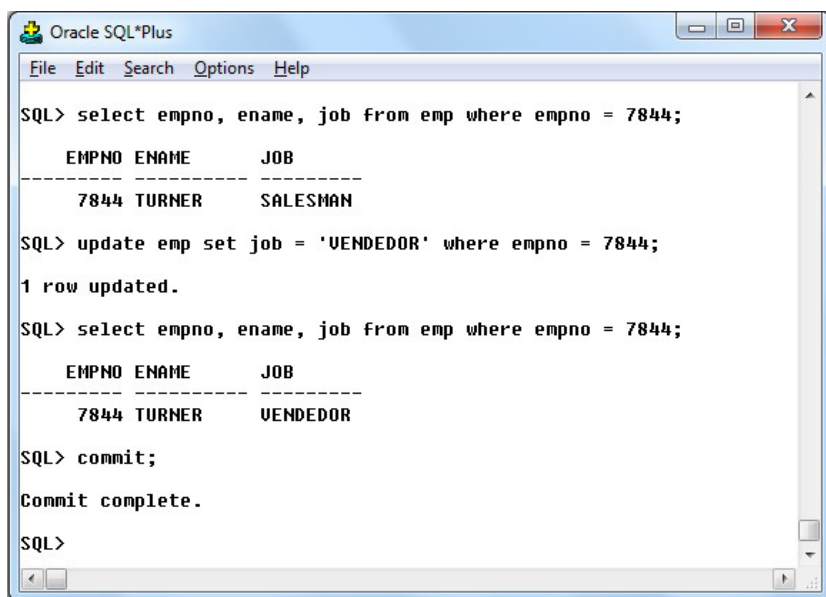 Oracle SQL*Plus
File Edit Search Options Help
SQL> select empno, ename, job from emp where empno = 7844;
EMPNO ENAME JOB
--------- ---------- ---------
7844 TURNER SALESMAN
SQL> update emp set job = 'VENDEDOR' where empno = 7844;
1 row updated.
SQL> select empno, ename, job from emp where empno = 7844;
EMPNO ENAME JOB
--------- ---------- ---------
7844 TURNER VENDEDOR
SQL> commit;
Commit complete.
SQL>